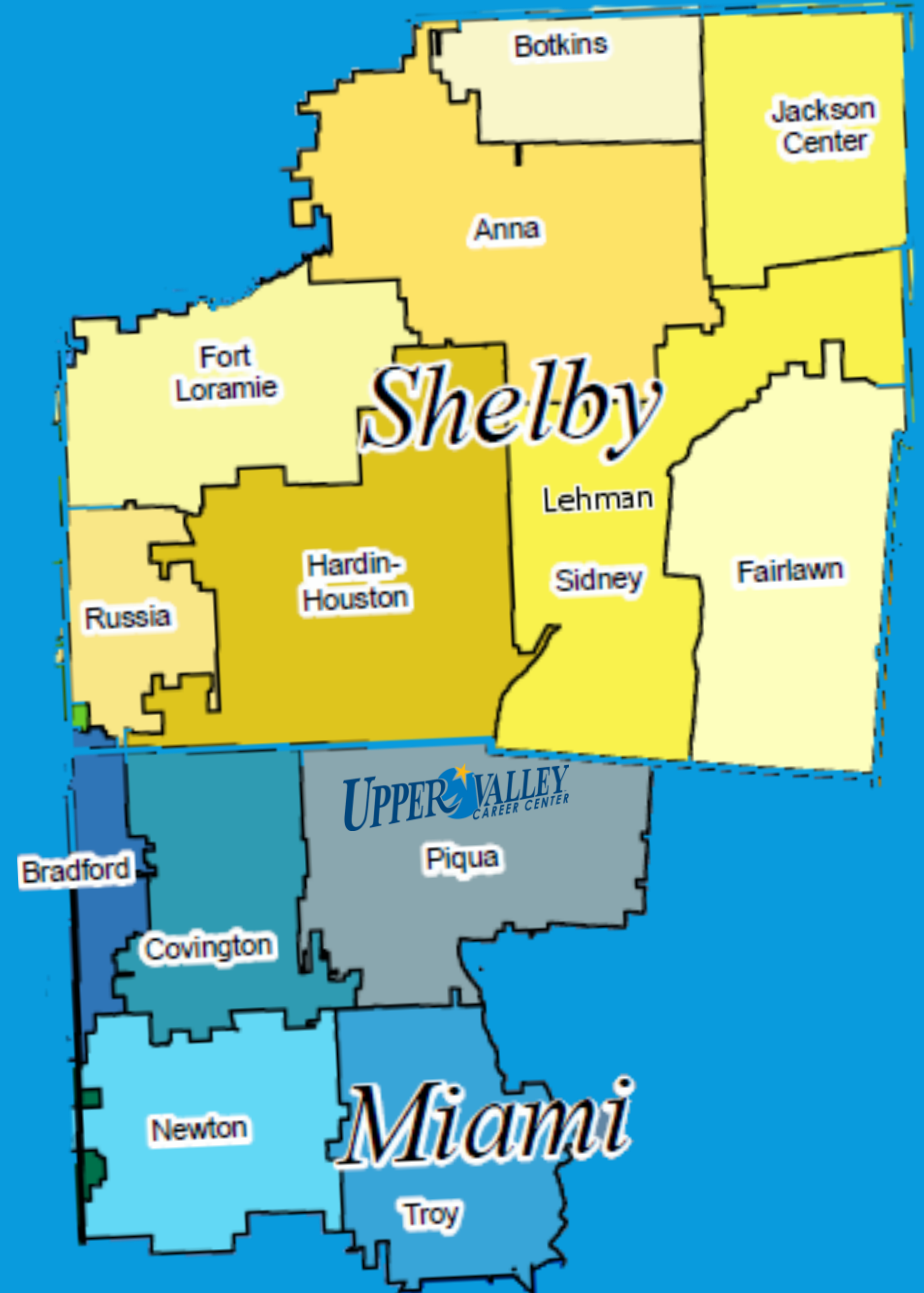 Botkins
Jackson
Center
Anna
Fort
Loramie
Shelby
Lehman
Hardin-
Houston
Sidney
Fairlawn
Russia
UPPER VALLEY
CAREER CENTER
Piqua
Bradford
Covington
Miami
Newton
Troy